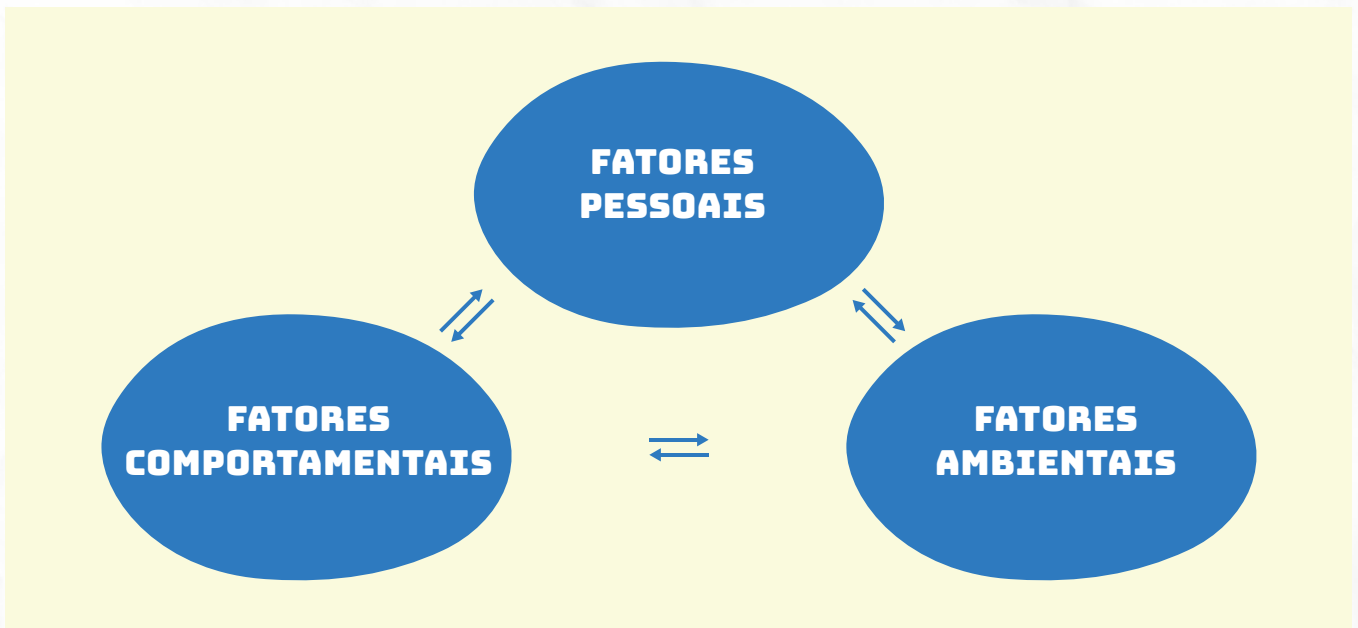 FATORES
PESSOAIS
FATORES
COMPORTAMENTAIS
FATORES
AMBIENTAIS